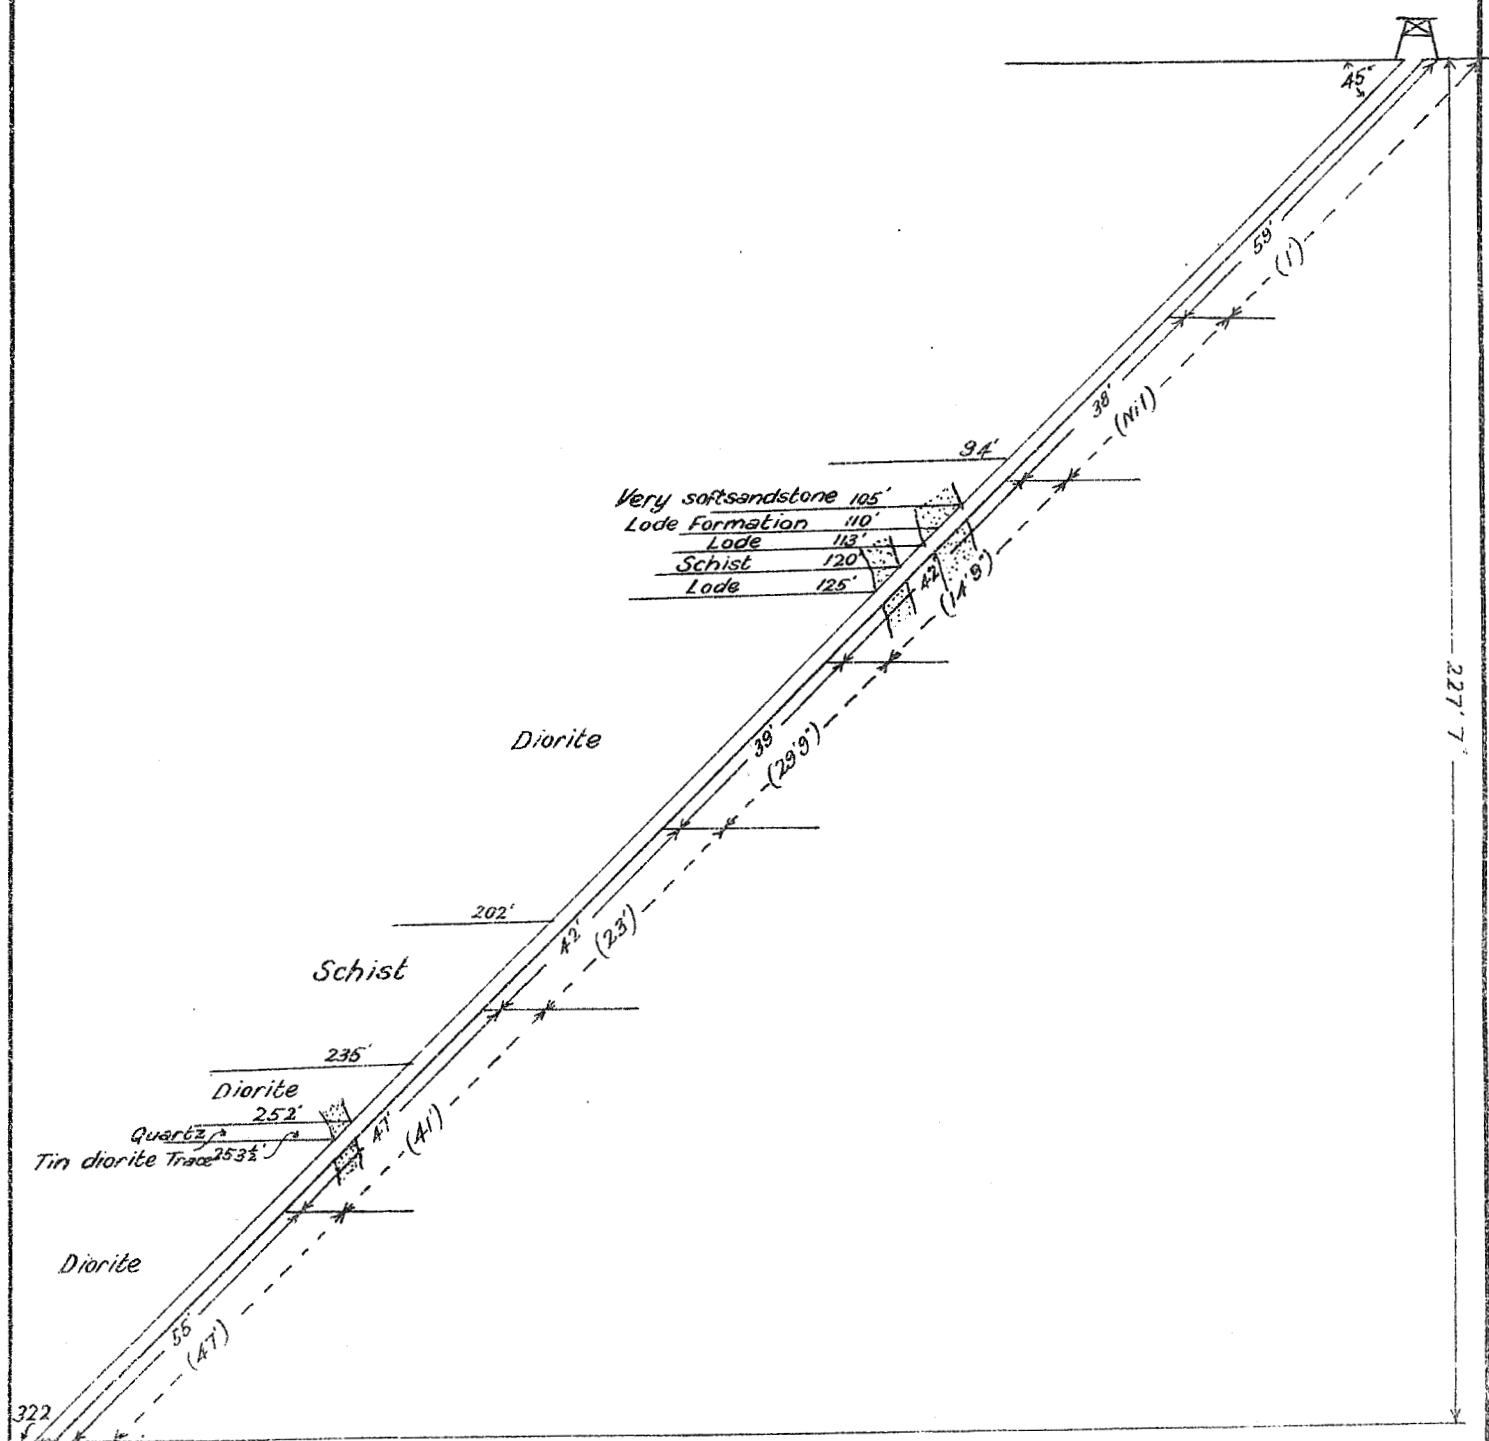 45°
59'
(1')
38'
(Nil)
94'
Very softsandstone 105'
Lode Formation 110'
Lode 113'
Schist 120'
Lode 125'
42'
(14'9")
227' 7"
Diorite
39'
(29'9")
202'
42'
(23')
Schist
235'
Diorite
252'
Quartz
Tin diorite Trace 253½'
47'
(41')
Diorite
55'
(47')
322